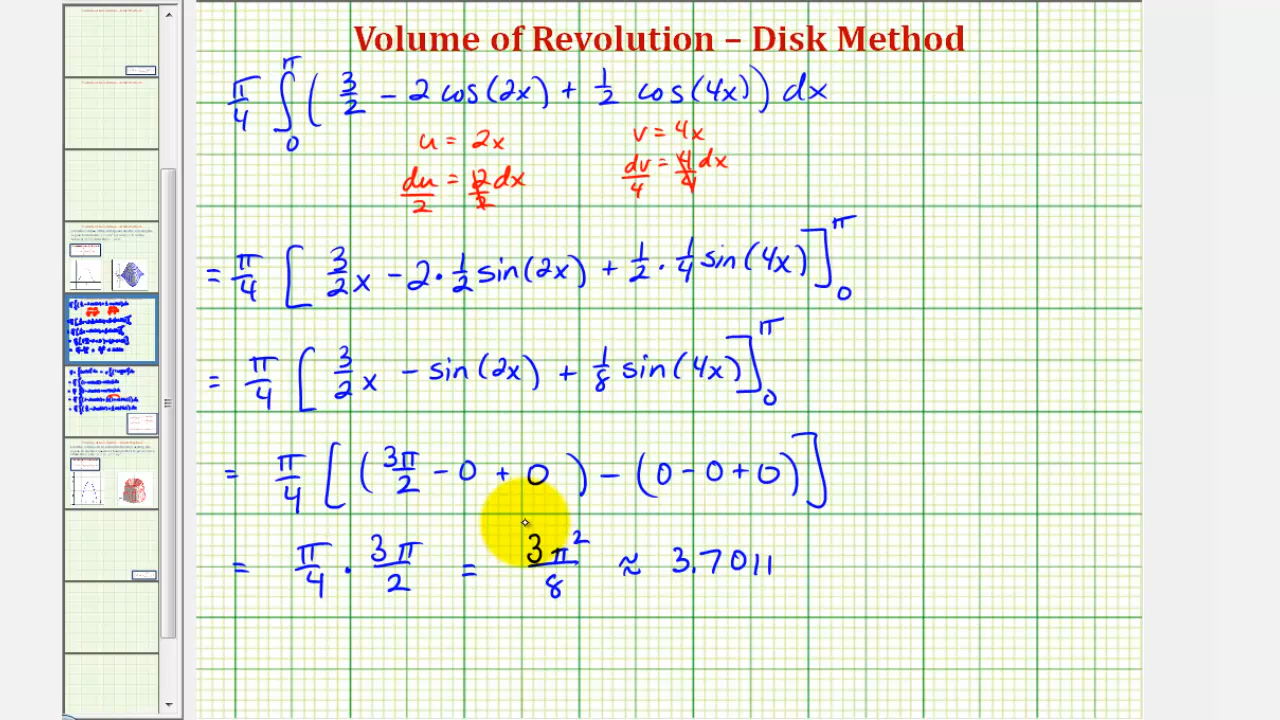 Volume of Revolution – Disk Method
π/4 ∫₀^π ( 3/2 − 2 cos(2x) + 1/2 cos(4x) ) dx
u = 2x    v = 4x
du/2 = 2/2 dx    dv/4 = 4/4 dx
= π/4 [ 3/2 x − 2 · 1/2 sin(2x) + 1/2 · 1/4 sin(4x) ]₀^π
= π/4 [ 3/2 x − sin(2x) + 1/8 sin(4x) ]₀^π
= π/4 [ ( 3π/2 − 0 + 0 ) − (0 − 0 + 0) ]
= π/4 · 3π/2 = 3π²/8 ≈ 3.7011